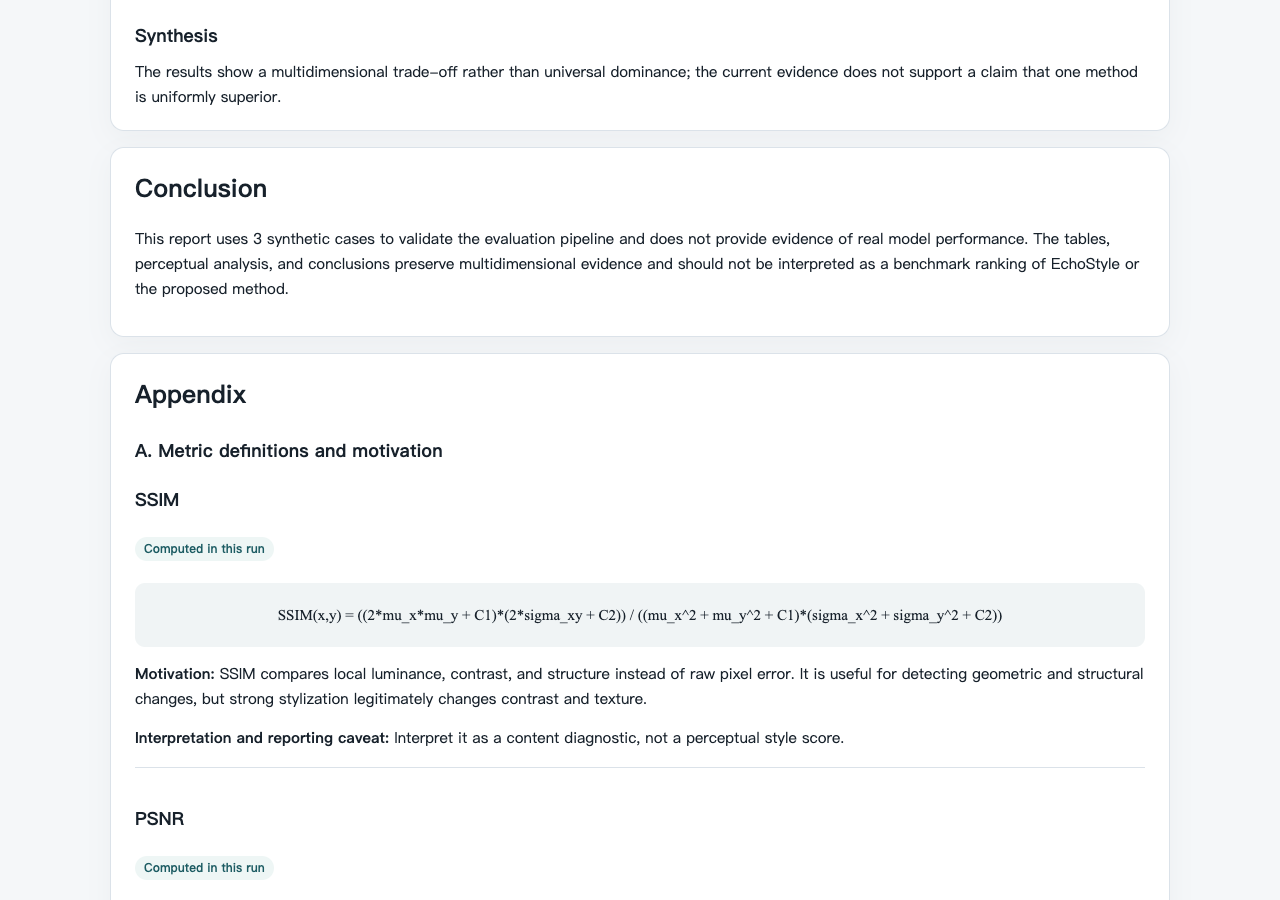 Synthesis
The results show a multidimensional trade-off rather than universal dominance; the current evidence does not support a claim that one method
is uniformly superior.
Conclusion
This report uses 3 synthetic cases to validate the evaluation pipeline and does not provide evidence of real model performance. The tables,
perceptual analysis, and conclusions preserve multidimensional evidence and should not be interpreted as a benchmark ranking of EchoStyle or
the proposed method.
Appendix
A. Metric definitions and motivation
SSIM
Computed in this run
SSIM(x,y) = ((2*mu_x*mu_y + C1)*(2*sigma_xy + C2)) / ((mu_x^2 + mu_y^2 + C1)*(sigma_x^2 + sigma_y^2 + C2))
Motivation: SSIM compares local luminance, contrast, and structure instead of raw pixel error. It is useful for detecting geometric and structural
changes, but strong stylization legitimately changes contrast and texture.
Interpretation and reporting caveat: Interpret it as a content diagnostic, not a perceptual style score.
PSNR
Computed in this run